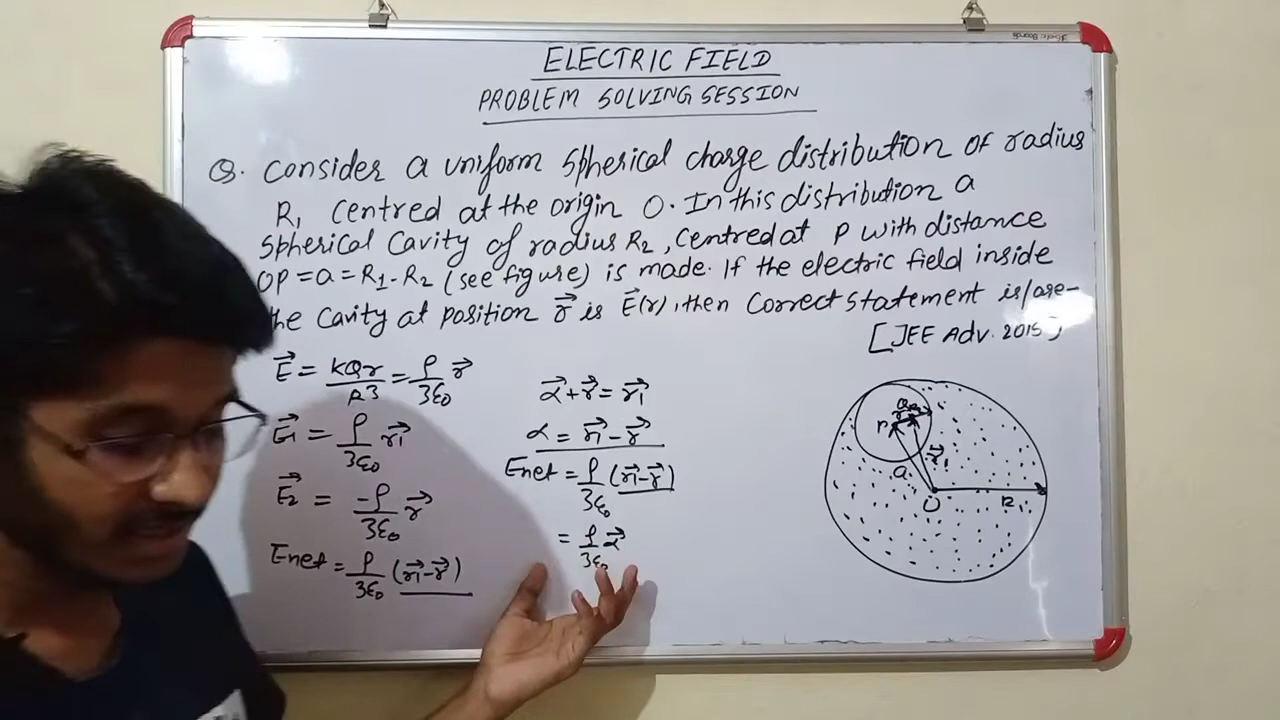 ELECTRIC FIELD
PROBLEM SOLVING SESSION
Q. Consider a uniform spherical charge distribution of radius
R₁ centred at the origin O. In this distribution a
spherical cavity of radius R₂, centred at P with distance
OP = a = R₁ - R₂ (see figure) is made. If the electric field inside
the cavity at position r⃗ is E⃗(r), then correct statement is/are-
[JEE Adv. 2015]
E⃗ = kQr/R³ = ρ/3ε₀ r⃗
E⃗₁ = ρ/3ε₀ r⃗₁
E⃗₂ = -ρ/3ε₀ r⃗
Enet = ρ/3ε₀ (r⃗₁ - r⃗)
a⃗ + r⃗ = r⃗₁
a = r⃗₁ - r⃗
Enet = ρ/3ε₀ (r⃗₁ - r⃗)
= ρ/3ε₀ a⃗
P
a
r⃗₁
O
R₁